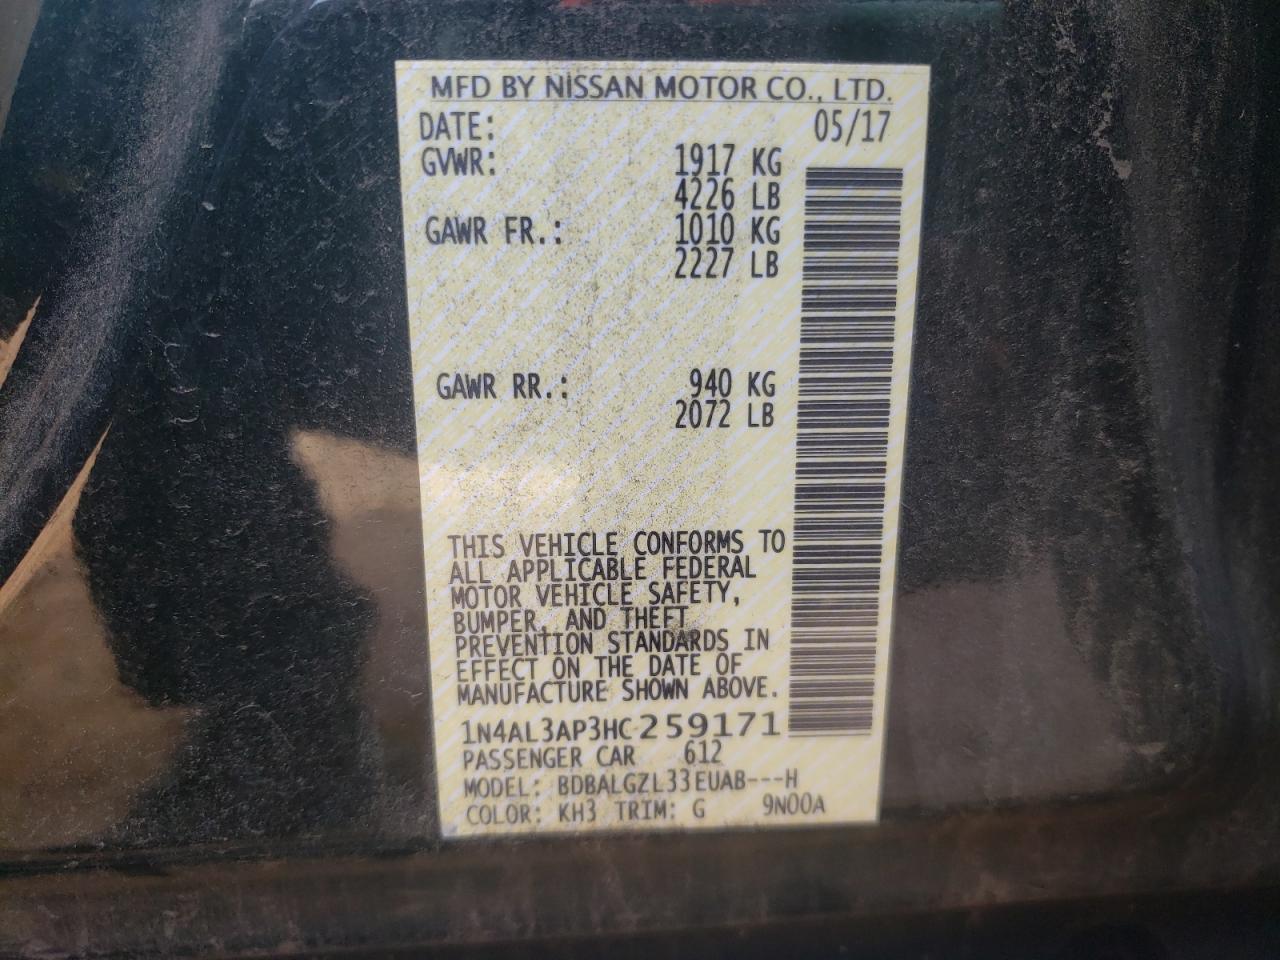 MFD BY NISSAN MOTOR CO., LTD.
DATE: 05/17
GVWR: 1917 KG
4226 LB
GAWR FR.: 1010 KG
2227 LB
GAWR RR.: 940 KG
2072 LB
THIS VEHICLE CONFORMS TO
ALL APPLICABLE FEDERAL
MOTOR VEHICLE SAFETY,
BUMPER, AND THEFT
PREVENTION STANDARDS IN
EFFECT ON THE DATE OF
MANUFACTURE SHOWN ABOVE.
1N4AL3AP3HC259171
PASSENGER CAR 612
MODEL: BDBALGZL33EUAB---H
COLOR: KH3 TRIM: G 9N00A